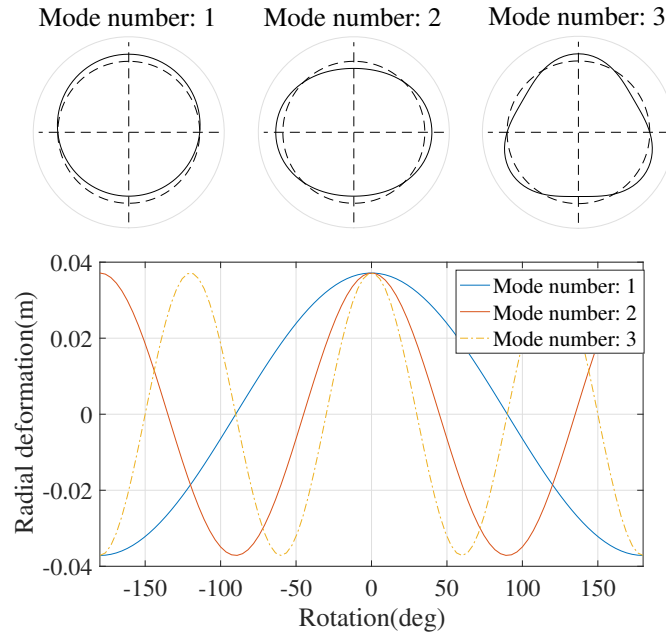 Mode number: 1
Mode number: 2
Mode number: 3
Radial deformation(m)
0.04
0.02
0
-0.02
-0.04
Mode number: 1
Mode number: 2
Mode number: 3
-150 -100 -50 0 50 100 150
Rotation(deg)